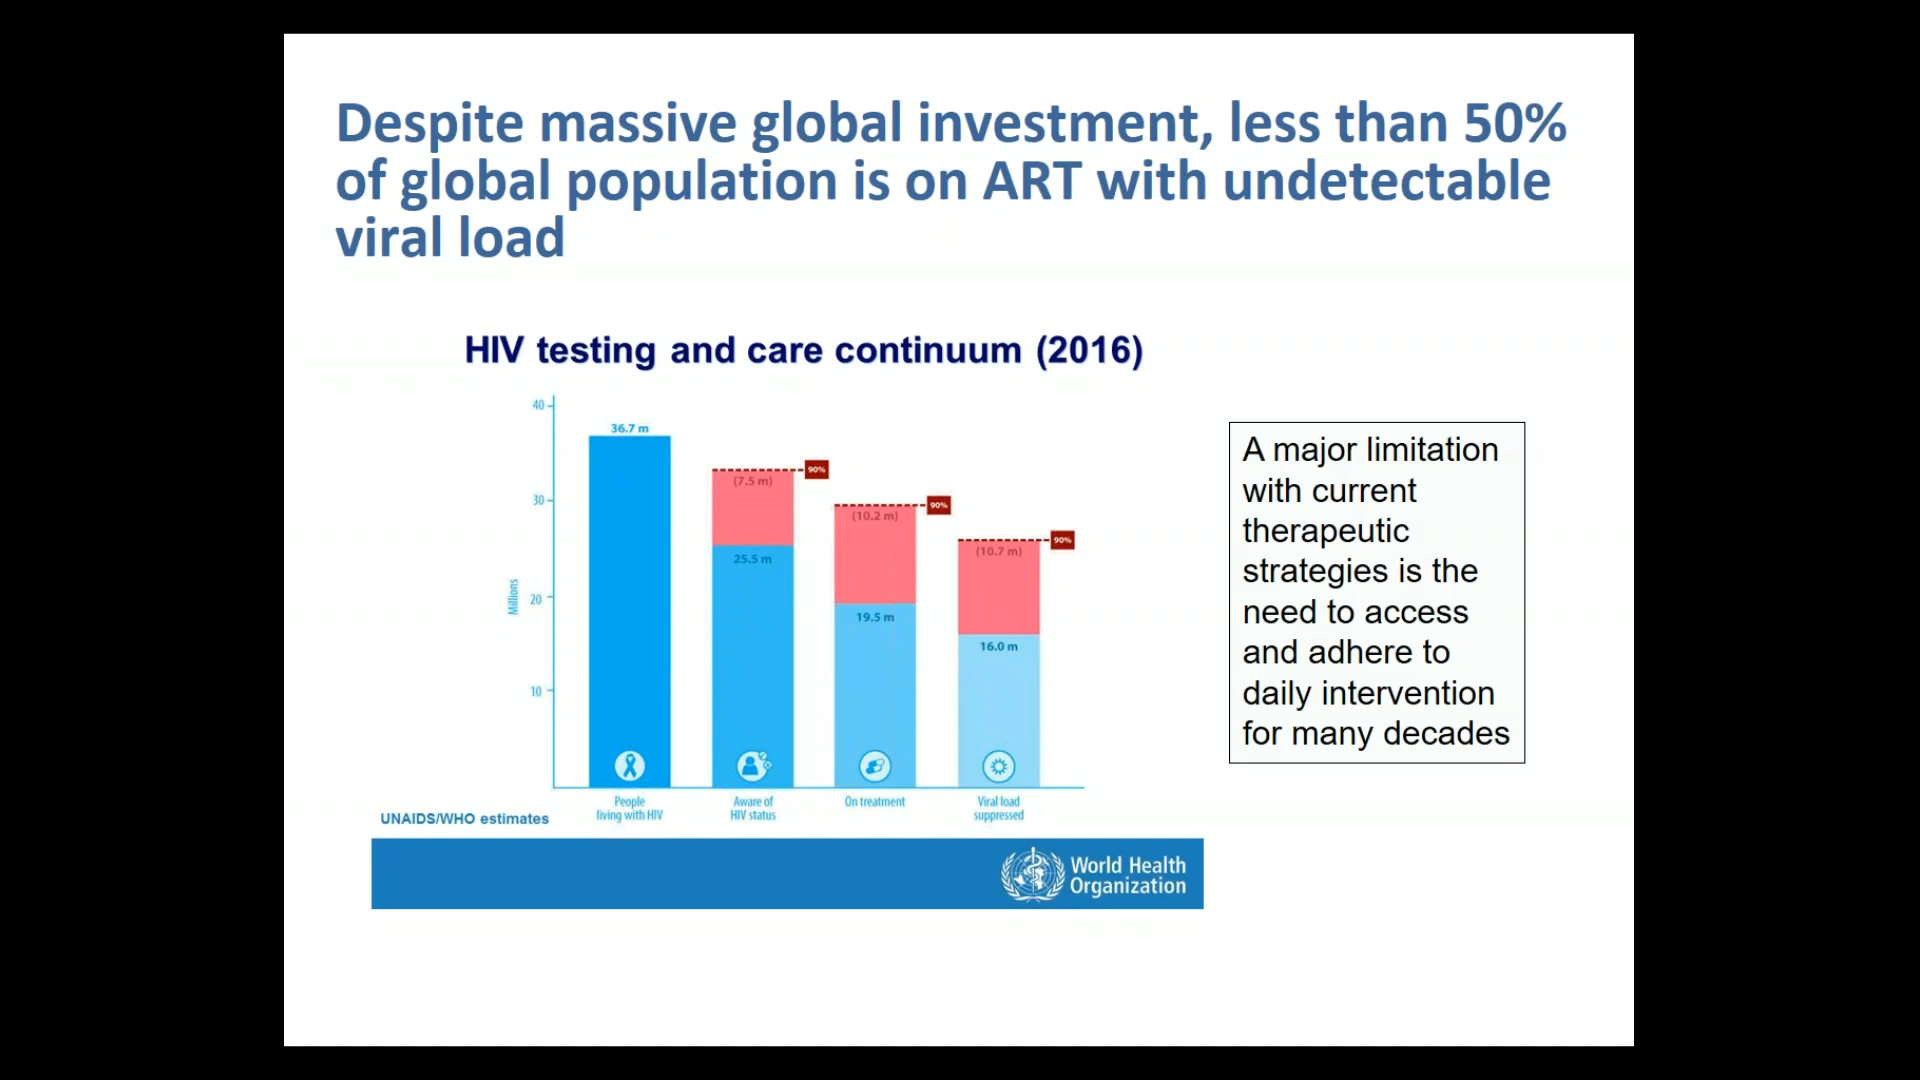 Despite massive global investment, less than 50%
of global population is on ART with undetectable
viral load
HIV testing and care continuum (2016)
40
30
20
10
Millions
36.7 m
90%
(7.5 m)
25.5 m
90%
(10.2 m)
19.5 m
90%
(10.7 m)
16.0 m
People
living with HIV
Aware of
HIV status
On treatment
Viral load
suppressed
UNAIDS/WHO estimates
World Health
Organization
A major limitation
with current
therapeutic
strategies is the
need to access
and adhere to
daily intervention
for many decades